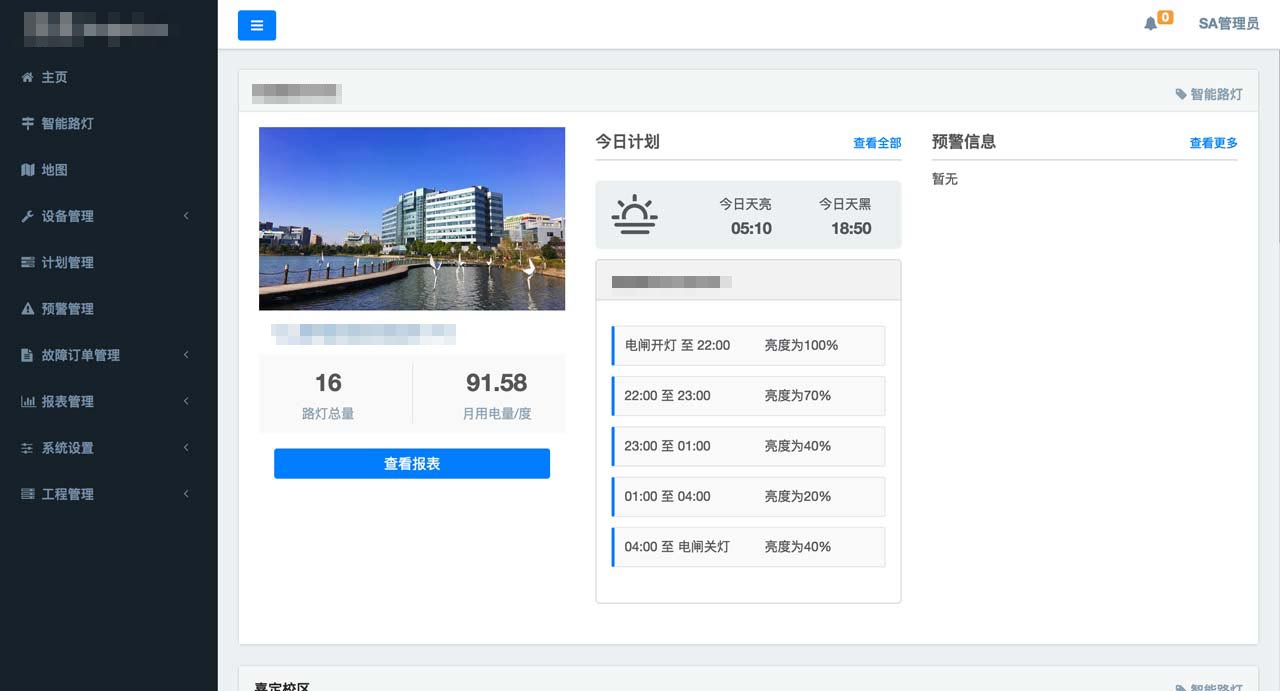 主页
智能路灯
地图
设备管理
计划管理
预警管理
故障订单管理
报表管理
系统设置
工程管理
0
SA管理员
智能路灯
16
路灯总量
91.58
月用电量/度
查看报表
今日计划 查看全部
今日天亮 今日天黑
05:10 18:50
电闸开灯 至 22:00 亮度为100%
22:00 至 23:00 亮度为70%
23:00 至 01:00 亮度为40%
01:00 至 04:00 亮度为20%
04:00 至 电闸关灯 亮度为40%
预警信息 查看更多
暂无
嘉定校区 智能路灯